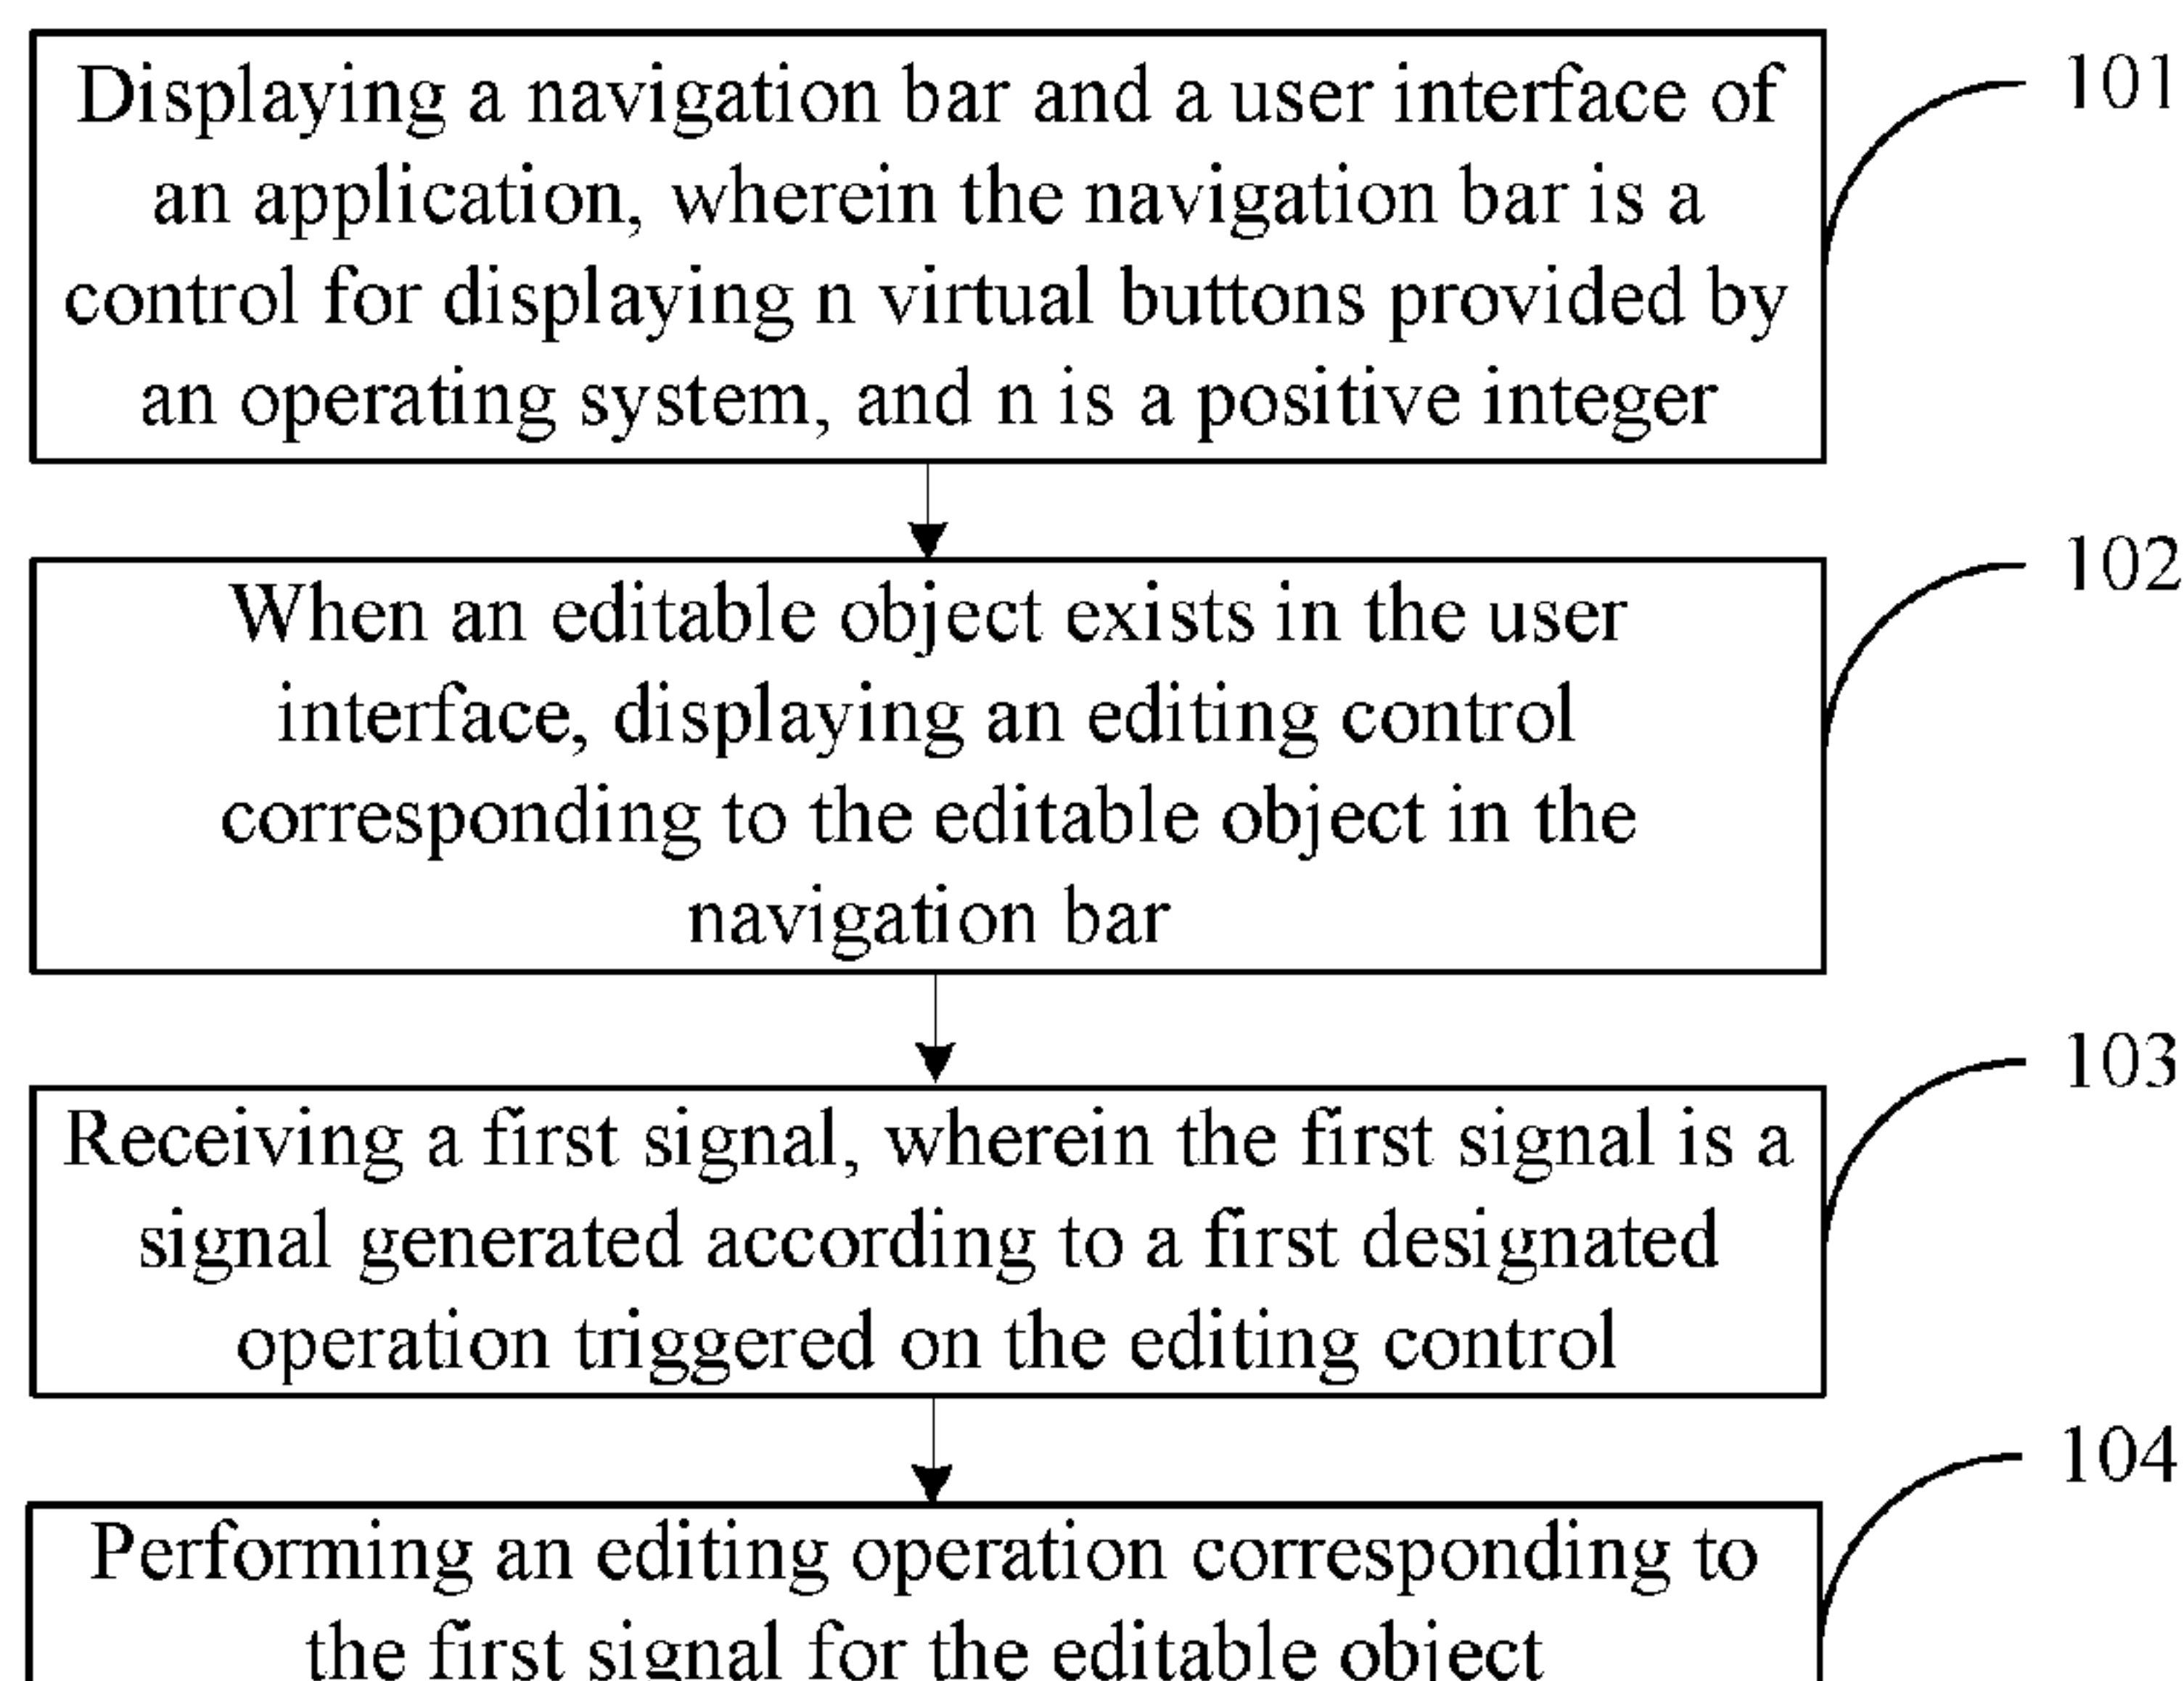 Displaying a navigation bar and a user interface of
an application, wherein the navigation bar is a
control for displaying n virtual buttons provided by
an operating system, and n is a positive integer
101
When an editable object exists in the user
interface, displaying an editing control
corresponding to the editable object in the
navigation bar
102
Receiving a first signal, wherein the first signal is a
signal generated according to a first designated
operation triggered on the editing control
103
Performing an editing operation corresponding to
the first signal for the editable object
104